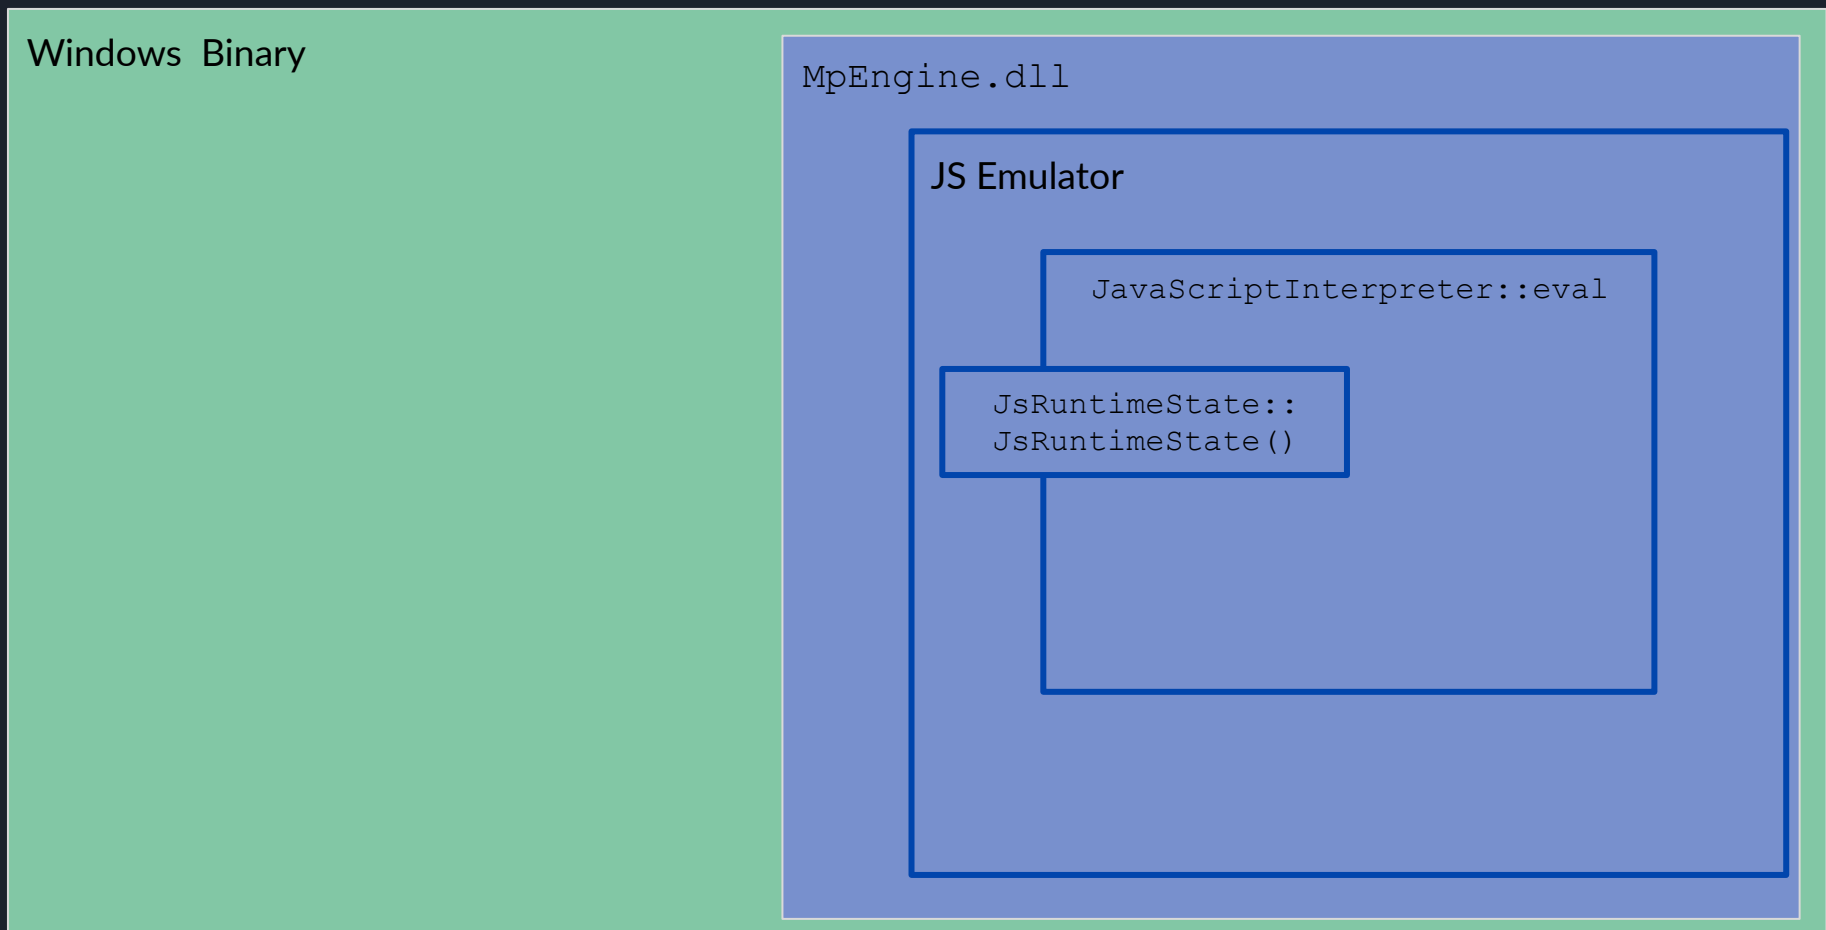 Windows Binary
MpEngine.dll
JS Emulator
JavaScriptInterpreter::eval
JsRuntimeState::
JsRuntimeState()